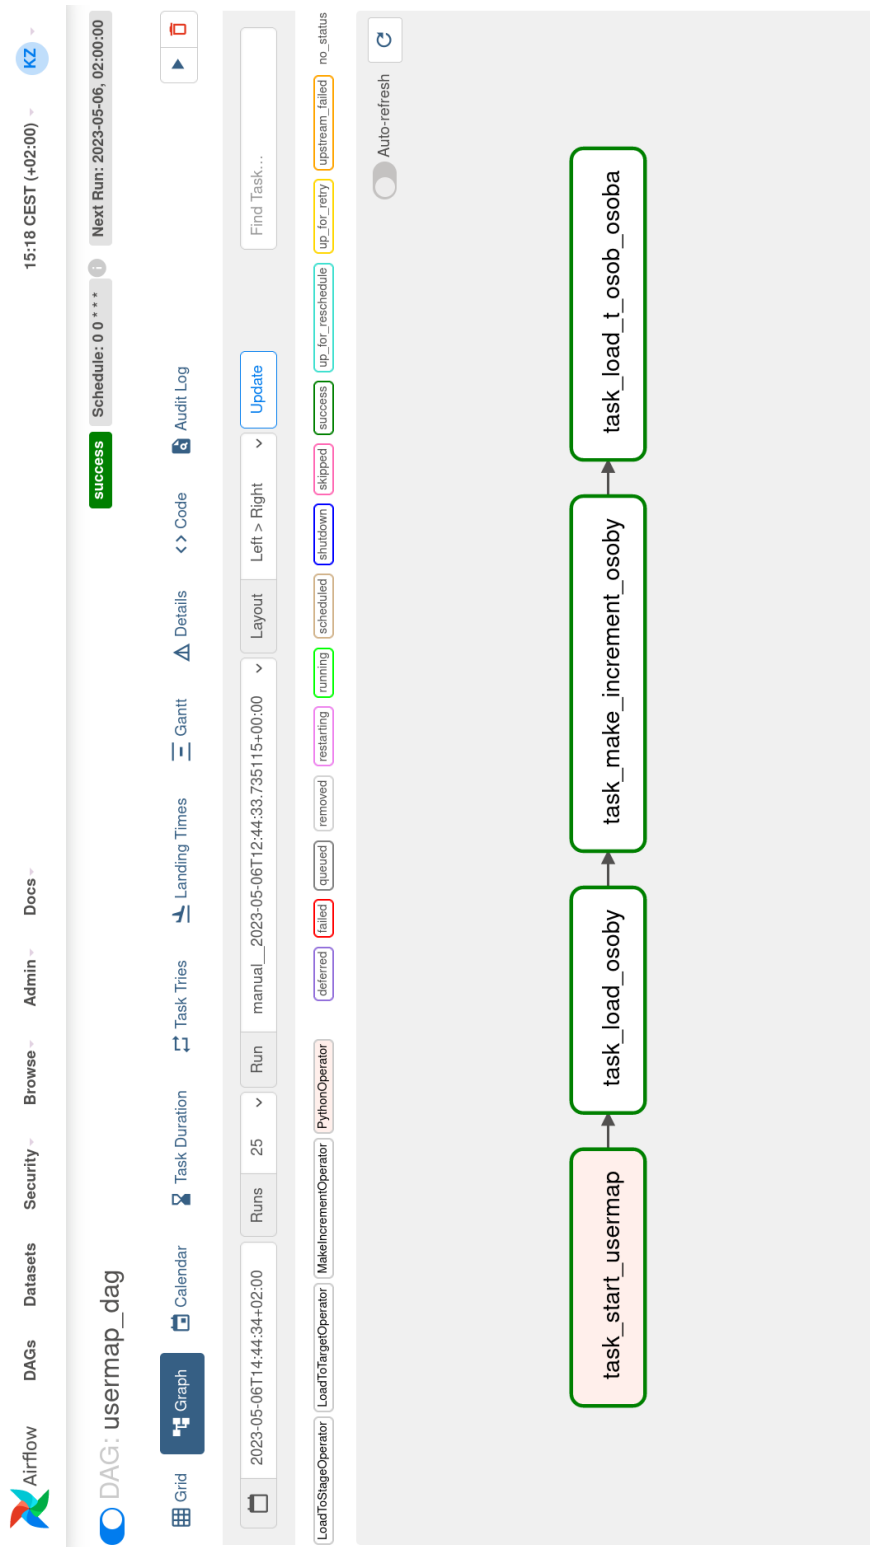 Airflow DAGs Datasets Security Browse Admin Docs 15:18 CEST (+02:00) KZ
DAG: usermap_dag success Schedule: 0 0 * * * i Next Run: 2023-05-06, 02:00:00
Grid Graph Calendar Task Duration Task Tries Landing Times Gantt Details <> Code Audit Log
2023-05-06T14:44:34+02:00 Runs 25 Run manual__2023-05-06T12:44:33.735115+00:00 Layout Left > Right Update Find Task...
LoadToStageOperator LoadToTargetOperator MakeIncrementOperator PythonOperator deferred failed queued removed restarting running scheduled shutdown skipped success up_for_reschedule up_for_retry upstream_failed no_status
Auto-refresh
task_start_usermap task_load_osoby task_make_increment_osoby task_load_t_osob_osoba